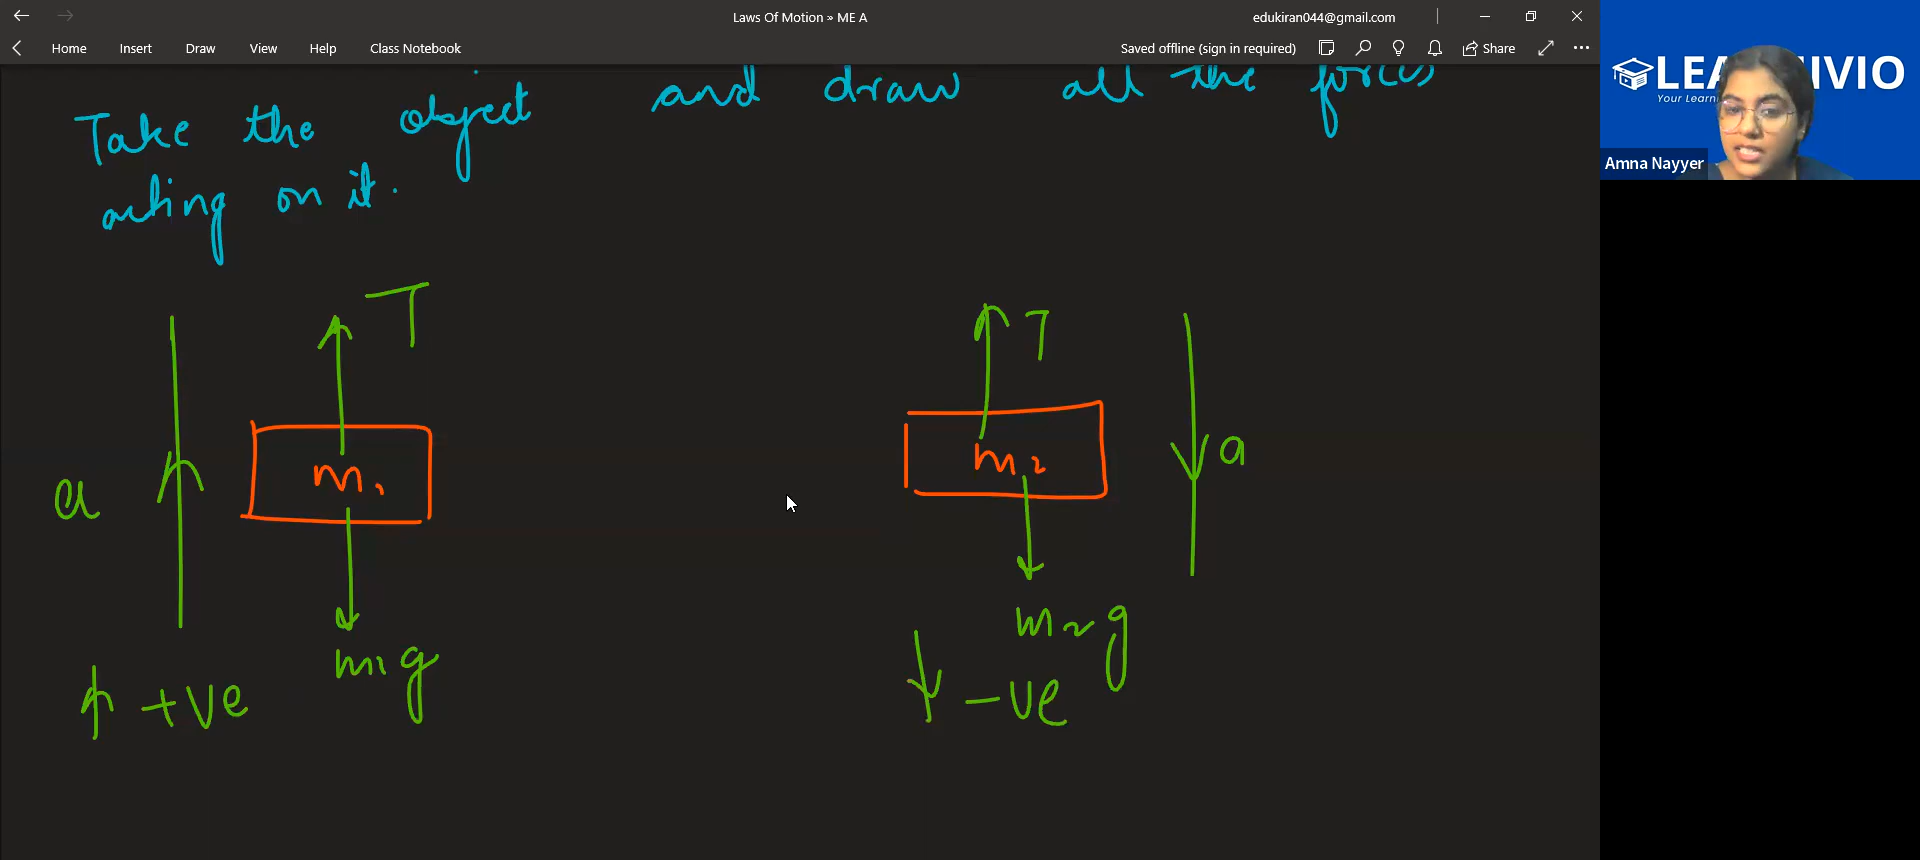 Laws Of Motion » ME A
edukiran044@gmail.com
Home Insert Draw View Help Class Notebook
Saved offline (sign in required) Share
Take the object and draw all the forces
acting on it.
T
T
a
m1
m2
a
m1g
m2g
↑ +ve
↓ -ve
Your Learni
Amna Nayyer